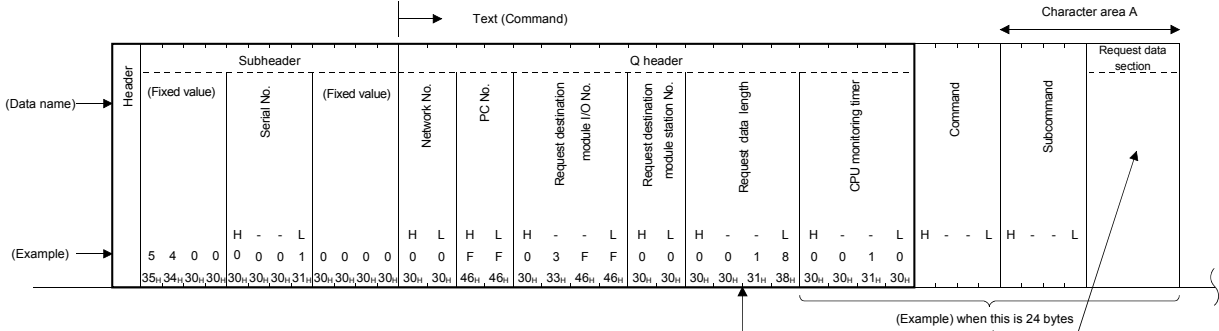 Text (Command)
Character area A
Subheader
Q header
Request data
section
(Data name)
Header
(Fixed value)
Serial No.
(Fixed value)
Network No.
PC No.
Request destination
module I/O No.
Request destination
module station No.
Request data length
CPU monitoring timer
Command
Subcommand
H - - L H L H L H - - L H L H - - L H - - L H - - L H - - L
(Example)
5 4 0 0 0 0 0 1 0 0 0 0 0 0 F F 0 3 F F 0 0 0 0 1 8 0 0 1 0
35H 34H 30H 30H 30H 30H 30H 31H 30H 30H 30H 30H 30H 30H 46H 46H 30H 33H 46H 46H 30H 30H 30H 30H 31H 38H 30H 30H 31H 30H
(Example) when this is 24 bytes